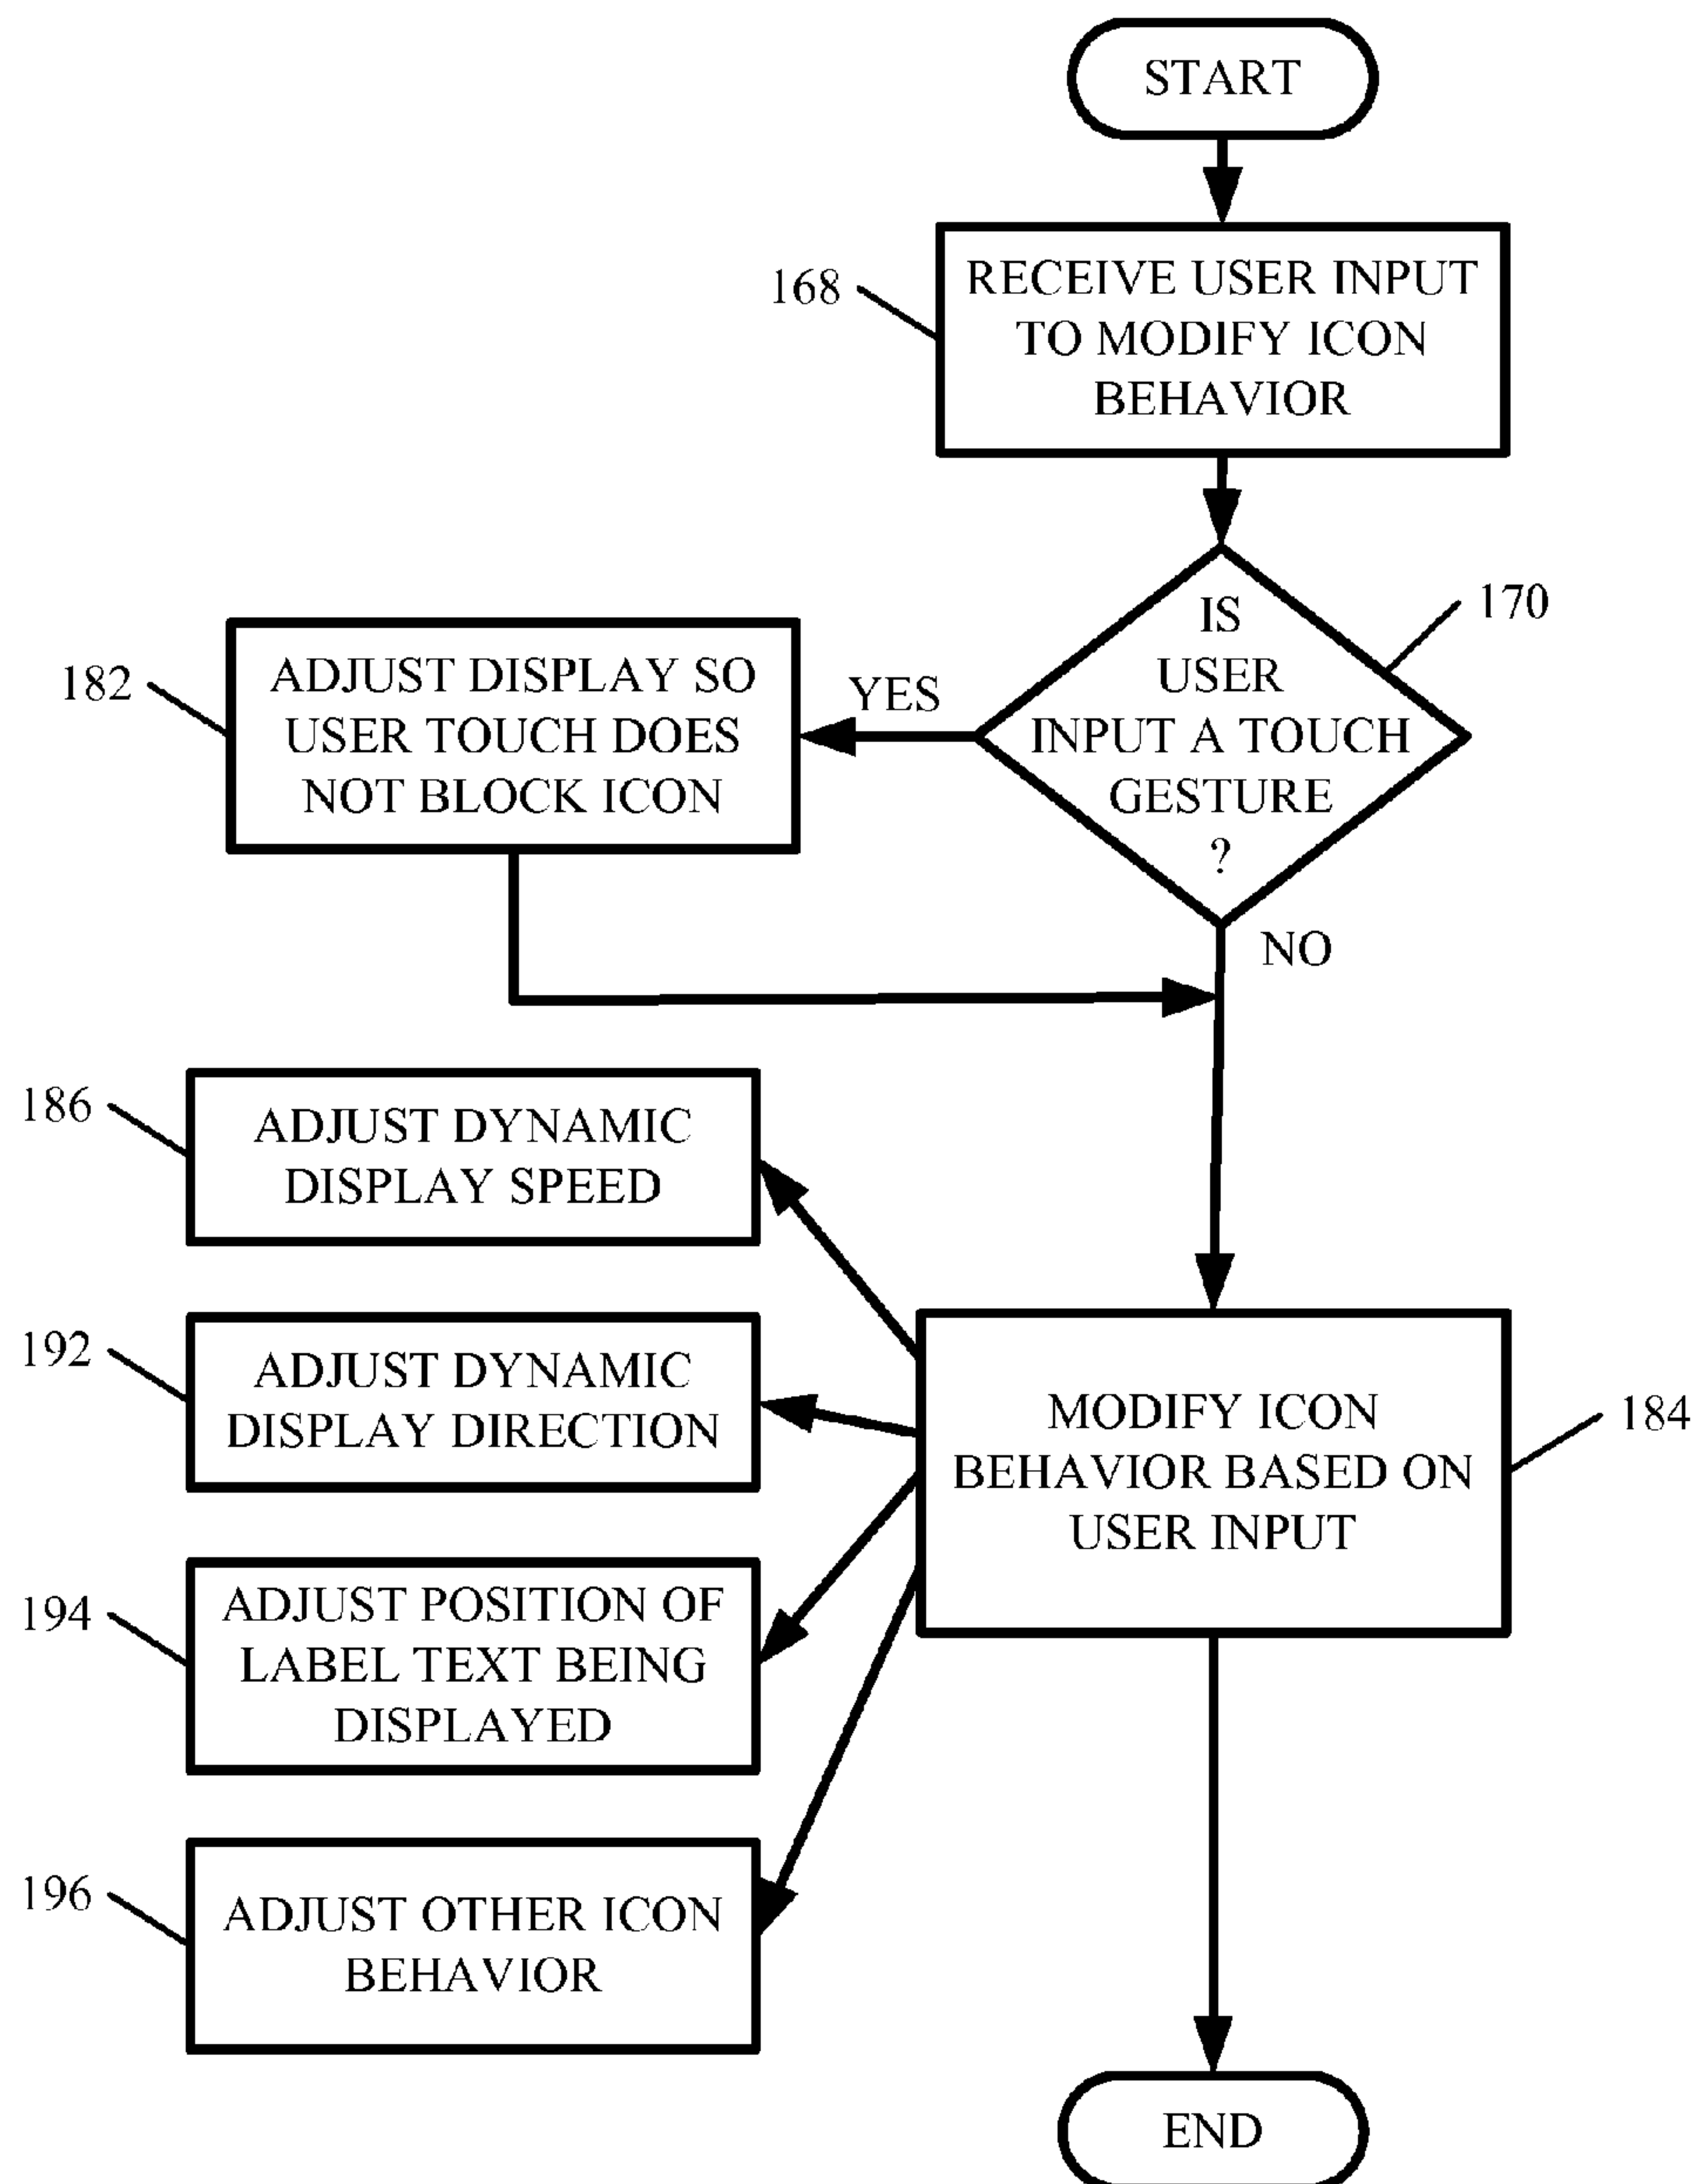 START
168
RECEIVE USER INPUT
TO MODIFY ICON
BEHAVIOR
170
IS
USER
INPUT A TOUCH
GESTURE
?
YES
182
ADJUST DISPLAY SO
USER TOUCH DOES
NOT BLOCK ICON
NO
186
ADJUST DYNAMIC
DISPLAY SPEED
192
ADJUST DYNAMIC
DISPLAY DIRECTION
184
MODIFY ICON
BEHAVIOR BASED ON
USER INPUT
194
ADJUST POSITION OF
LABEL TEXT BEING
DISPLAYED
196
ADJUST OTHER ICON
BEHAVIOR
END